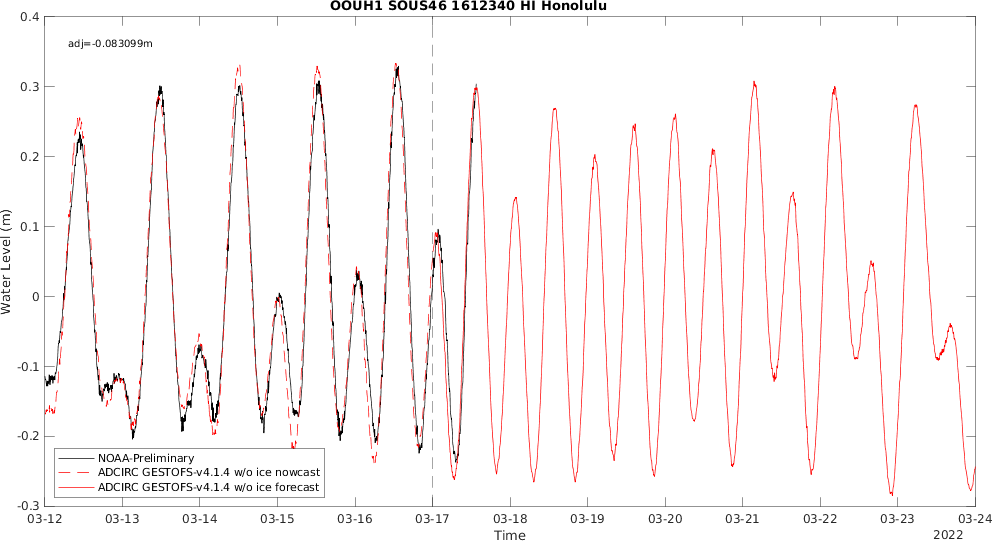 OOUH1 SOUS46 1612340 HI Honolulu
adj=-0.083099m
0.4
0.3
0.2
0.1
0
-0.1
-0.2
-0.3
Water Level (m)
NOAA-Preliminary
ADCIRC GESTOFS-v4.1.4 w/o ice nowcast
ADCIRC GESTOFS-v4.1.4 w/o ice forecast
03-12 03-13 03-14 03-15 03-16 03-17 03-18 03-19 03-20 03-21 03-22 03-23 03-24
Time
2022